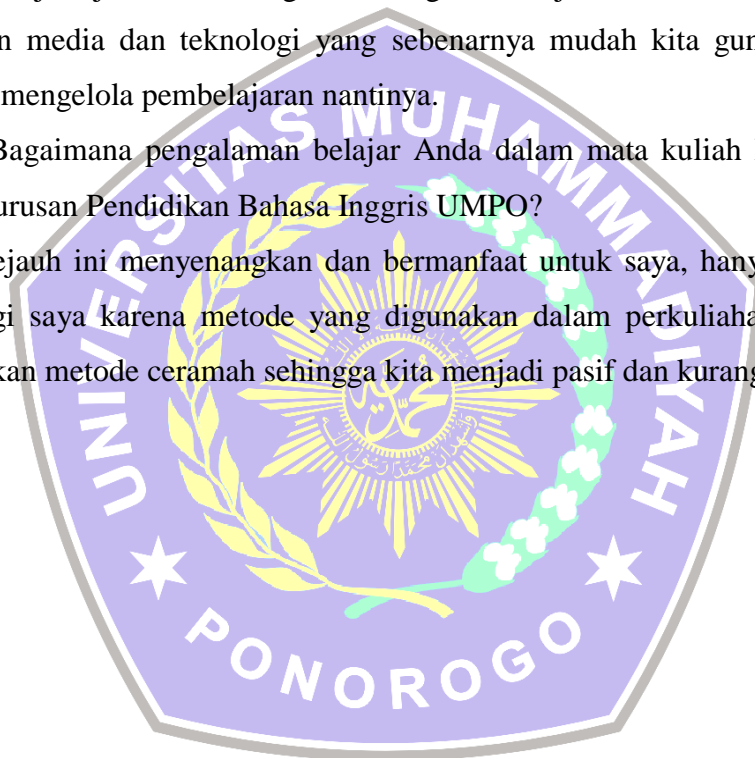 n media dan teknologi yang sebenarnya mudah kita gun
mengelola pembelajaran nantinya.
Bagaimana pengalaman belajar Anda dalam mata kuliah
urusan Pendidikan Bahasa Inggris UMPO?
ejauh ini menyenangkan dan bermanfaat untuk saya, hany
gi saya karena metode yang digunakan dalam perkuliaha
kan metode ceramah sehingga kita menjadi pasif dan kurang
UNIVERSITAS MUHAMMADIYAH
PONOROGO